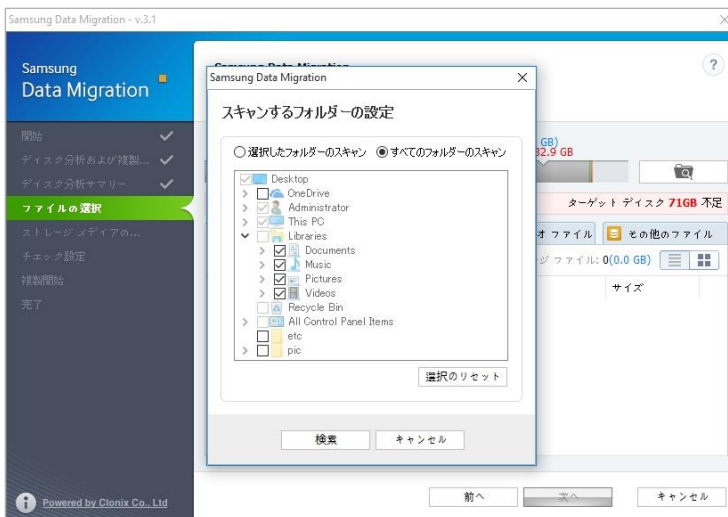 Samsung Data Migration - v.3.1
Samsung
Data Migration
開始
ディスク分析および複製...
ディスク分析サマリー
ファイルの選択
ストレージ メディアの...
チェック設定
複製開始
完了
Powered by Clonix Co., Ltd
Samsung Data Migration
?
Samsung Data Migration
スキャンするフォルダーの設定
選択したフォルダーのスキャン
すべてのフォルダーのスキャン
Desktop
OneDrive
Administrator
This PC
Libraries
Documents
Music
Pictures
Videos
Recycle Bin
All Control Panel Items
etc
pic
選択のリセット
検索
キャンセル
GB)
32.9 GB
ターゲット ディスク 71GB 不足
オ ファイル
その他のファイル
ジ ファイル: 0(0.0 GB)
サイズ
前へ
次へ
キャンセル